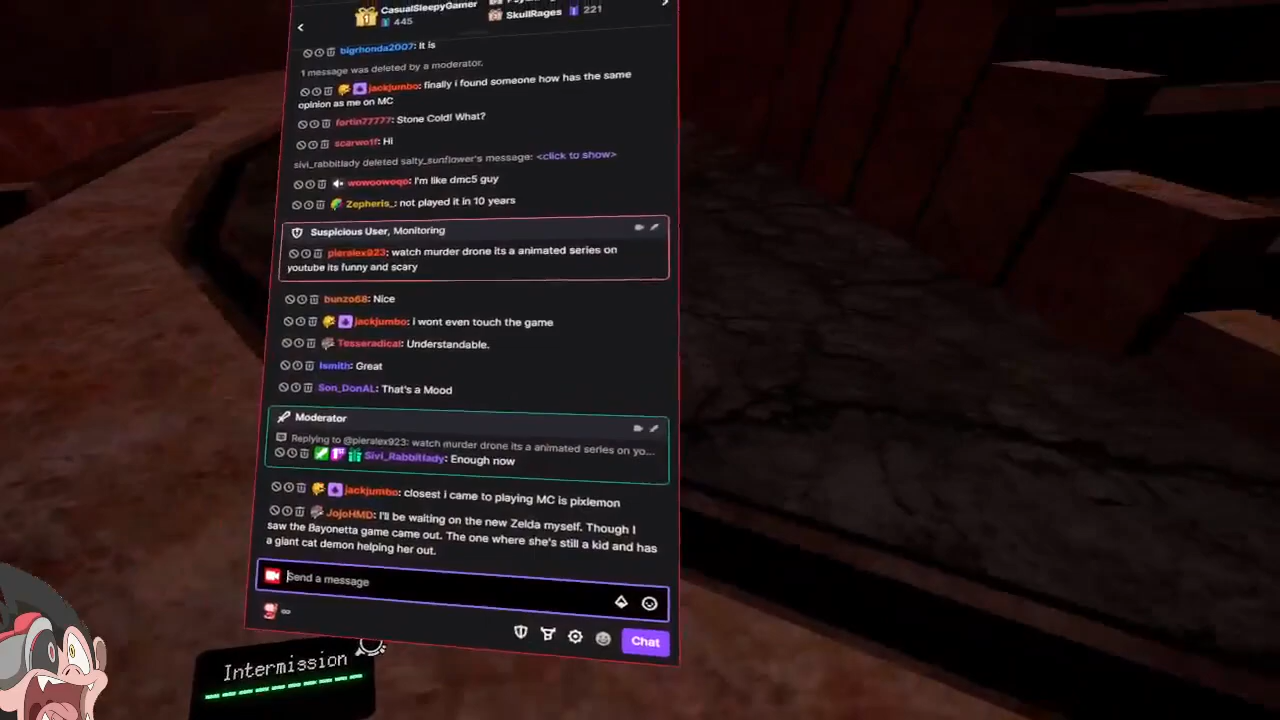 CasualSleepyGamer
445
SkullRages 221
bigrhonda2007: It is
1 message was deleted by a moderator.
jackjumbo: finally i found someone how has the same
opinion as me on MC
fortin77777: Stone Cold! What?
scarwo1f: Hi
sivi_rabbitlady deleted salty_sunflower's message: <click to show>
wowoowoqo: I'm like dmc5 guy
Zepheris_: not played it in 10 years
Suspicious User, Monitoring
pieralex923: watch murder drone its a animated series on
youtube its funny and scary
bunzo68: Nice
jackjumbo: i wont even touch the game
Tesseradical: Understandable.
lsmith: Great
Son_DonAL: That's a Mood
Moderator
Replying to @pieralex923: watch murder drone its a animated series on yo...
Sivi_Rabbitlady: Enough now
jackjumbo: closest i came to playing MC is pixlemon
JojoHMD: I'll be waiting on the new Zelda myself. Though I
saw the Bayonetta game came out. The one where she's still a kid and has
a giant cat demon helping her out.
Send a message
Chat
Intermission